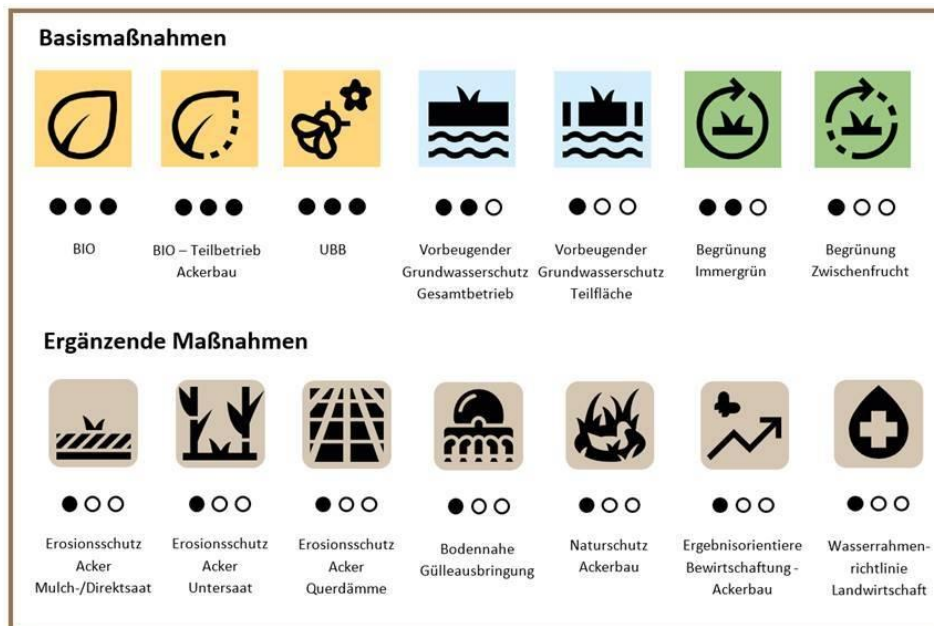 Basismaßnahmen
BIO
BIO – Teilbetrieb
Ackerbau
UBB
Vorbeugender
Grundwasserschutz
Gesamtbetrieb
Vorbeugender
Grundwasserschutz
Teilfläche
Begrünung
Immergrün
Begrünung
Zwischenfrucht
Ergänzende Maßnahmen
Erosionsschutz
Acker
Mulch-/Direktsaat
Erosionsschutz
Acker
Untersaat
Erosionsschutz
Acker
Querdämme
Bodennahe
Gülleausbringung
Naturschutz
Ackerbau
Ergebnisorientiere
Bewirtschaftung -
Ackerbau
Wasserrahmen-
richtlinie
Landwirtschaft